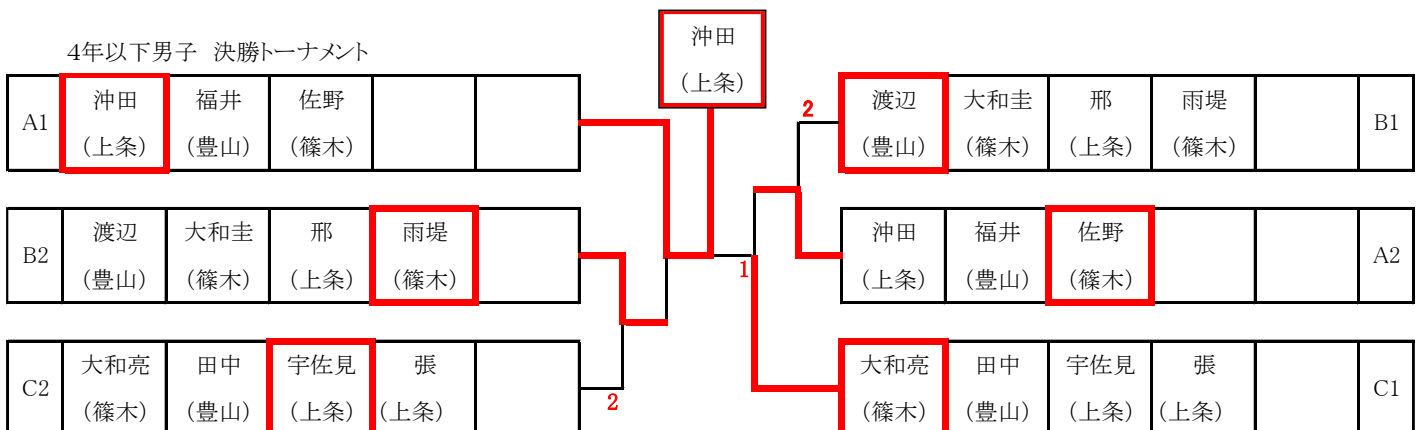 沖田
(上条)
4年以下男子 決勝トーナメント
A1 沖田 福井 佐野
(上条) (豊山) (篠木)
2 渡辺 大和圭 邢 雨堤 B1
(豊山) (篠木) (上条) (篠木)
B2 渡辺 大和圭 邢 雨堤
(豊山) (篠木) (上条) (篠木)
1 沖田 福井 佐野 A2
(上条) (豊山) (篠木)
C2 大和亮 田中 宇佐見 張
(篠木) (豊山) (上条) (上条)
2 大和亮 田中 宇佐見 張 C1
(篠木) (豊山) (上条) (上条)